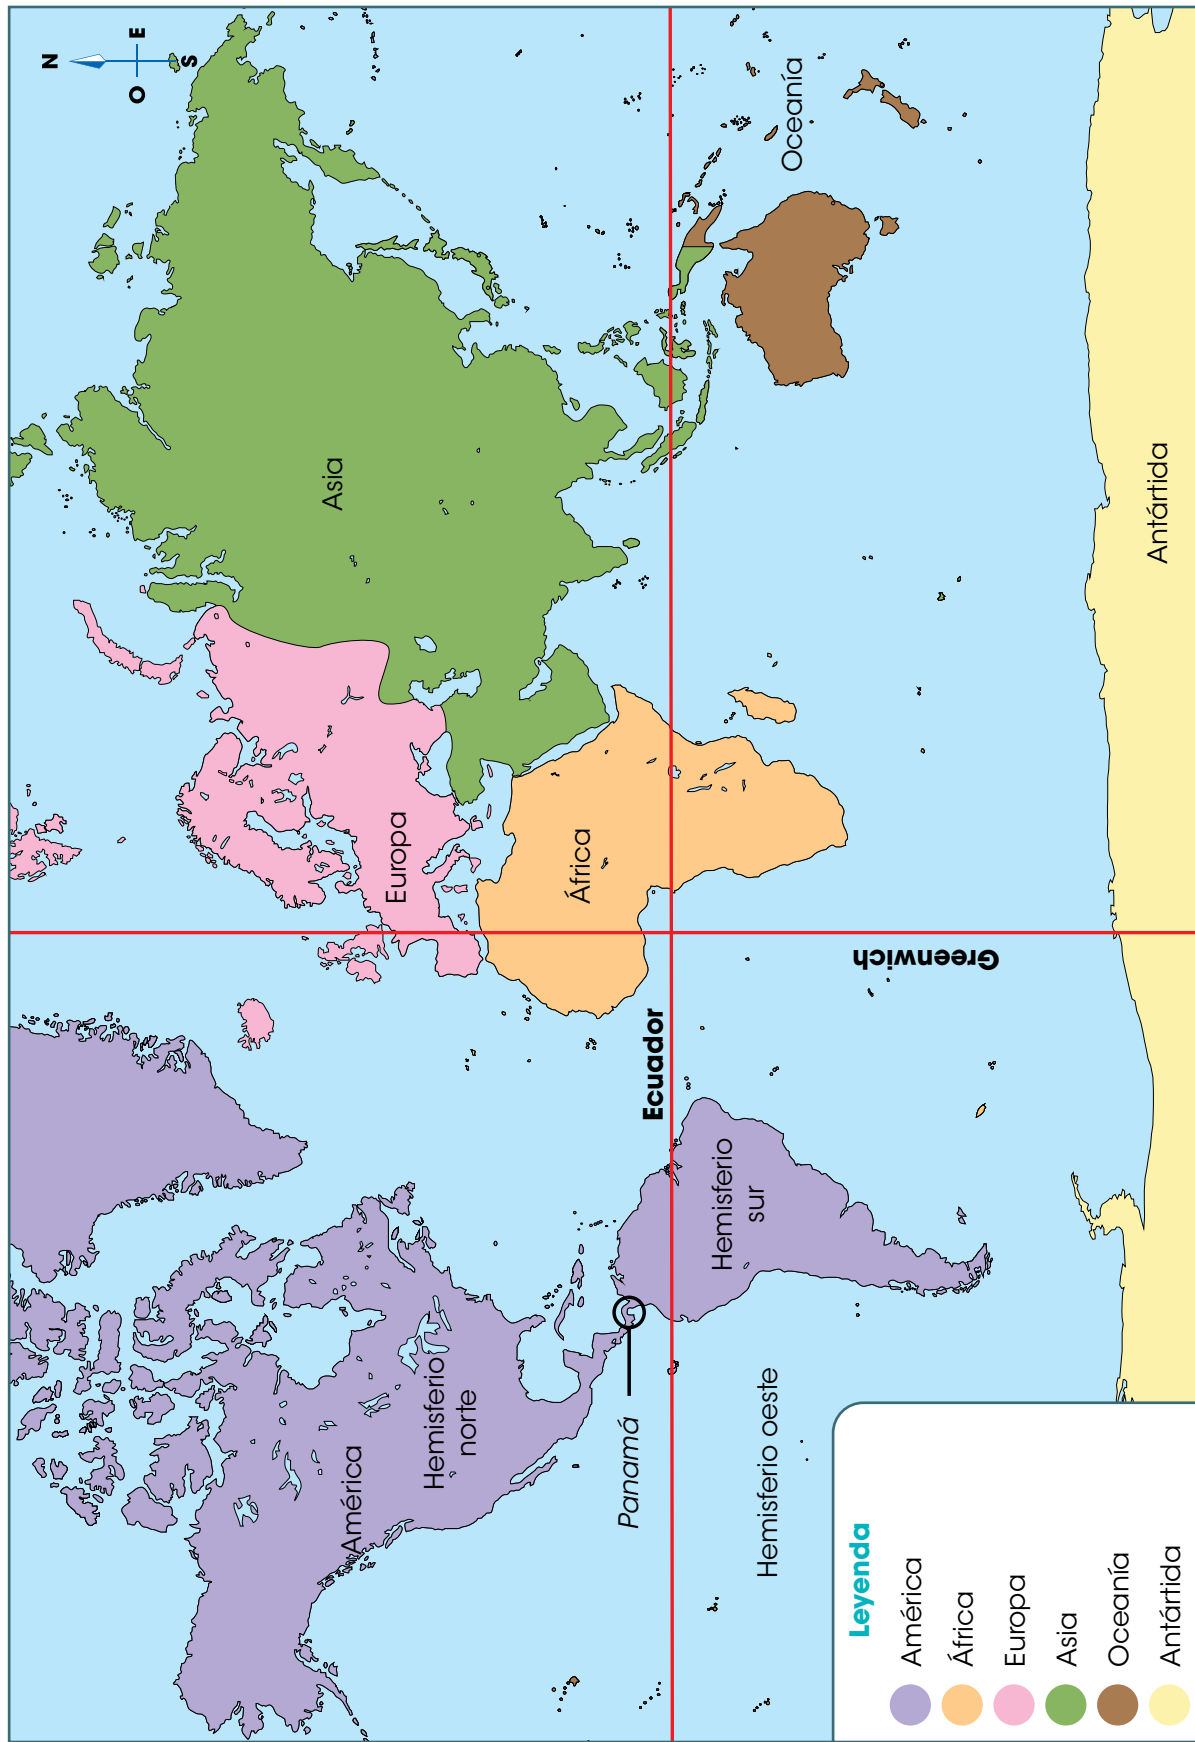 N
O
E
S
América
Hemisferio
norte
Panamá
Hemisferio oeste
Hemisferio
sur
Ecuador
Greenwich
Europa
África
Asia
Oceanía
Antártida
Leyenda
América
África
Europa
Asia
Oceanía
Antártida